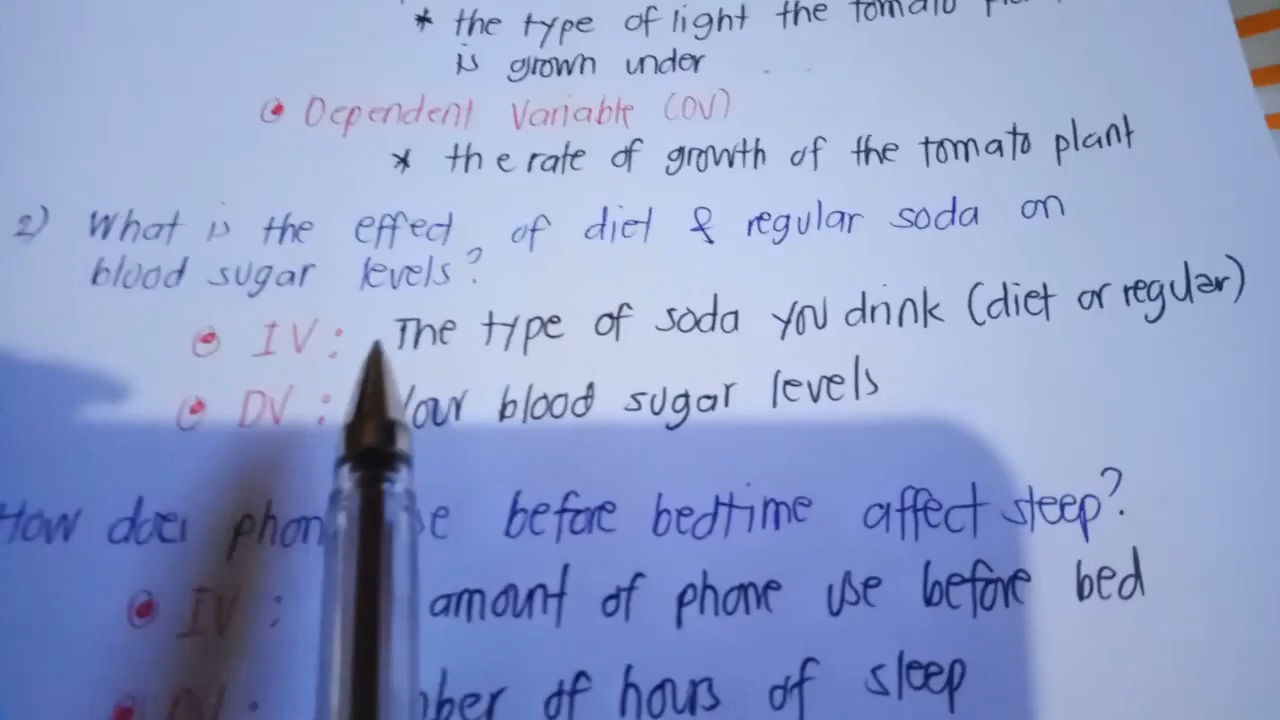 * the type of light the tomato
is grown under
Dependent Variable (DV)
* the rate of growth of the tomato plant
2) What is the effect of diet & regular soda on
blood sugar levels?
IV: The type of soda you drink (diet or regular)
DV: Your blood sugar levels
How does before bedtime affect sleep?
IV: amount of phone use before bed
of hours of sleep